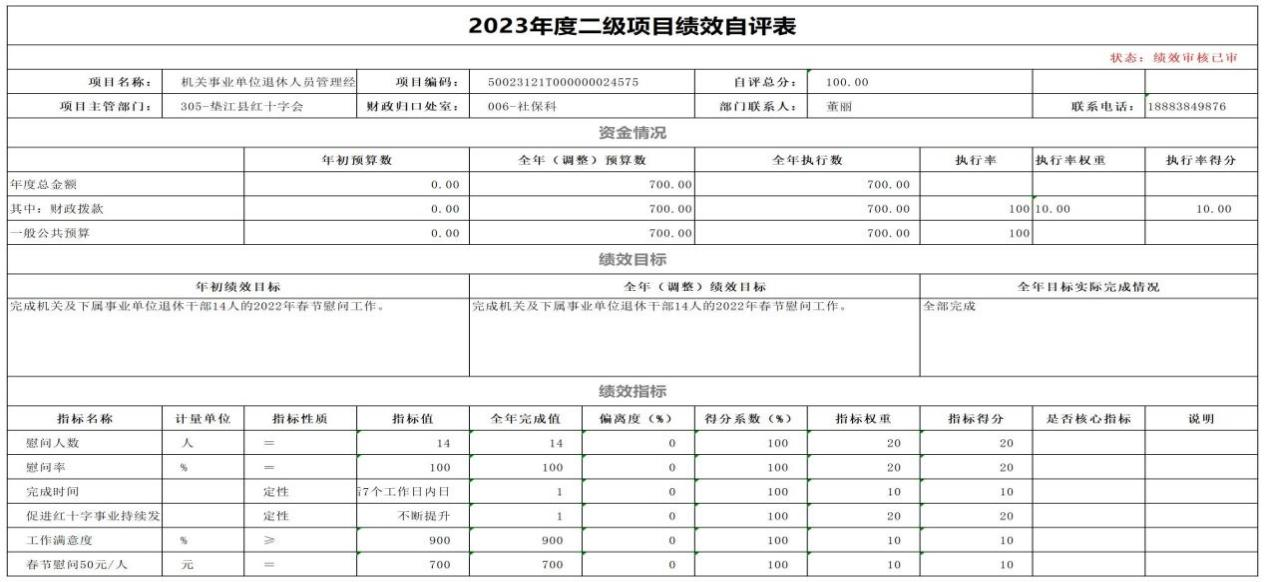 2023年度二级项目绩效自评表
状态：绩效审核已审
项目名称： 机关事业单位退休人员管理经 项目编码： 50023121T000000024575 自评总分： 100.00
项目主管部门： 305-垫江县红十字会 财政归口处室： 006-社保科 部门联系人： 董丽 联系电话： 18883849876
资金情况
年初预算数 全年（调整）预算数 全年执行数 执行率 执行率权重 执行率得分
年度总金额 0.00 700.00 700.00
其中：财政拨款 0.00 700.00 700.00 100 10.00 10.00
一般公共预算 0.00 700.00 700.00 100
绩效目标
年初绩效目标 全年（调整）绩效目标 全年目标实际完成情况
完成机关及下属事业单位退休干部14人的2022年春节慰问工作。 完成机关及下属事业单位退休干部14人的2022年春节慰问工作。 全部完成
绩效指标
指标名称 计量单位 指标性质 指标值 全年完成值 偏离度（%） 得分系数（%） 指标权重 指标得分 是否核心指标 说明
慰问人数 人 ＝ 14 14 0 100 20 20
慰问率 % ＝ 100 100 0 100 20 20
完成时间 定性 7个工作日内日 1 0 100 10 10
促进红十字事业持续发 定性 不断提升 1 0 100 20 20
工作满意度 % ≥ 900 900 0 100 10 10
春节慰问50元/人 元 ＝ 700 700 0 100 10 10